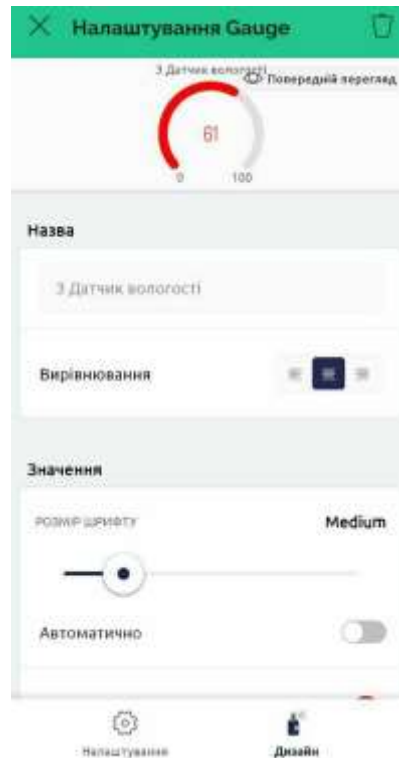 Налаштування Gauge
3 Датчик вологості
Попередній перегляд
61
0 100
Назва
3 Датчик вологості
Вирівнювання
Значення
РОЗМІР ШРИФТУ Medium
Автоматично
Налаштування Дизайн